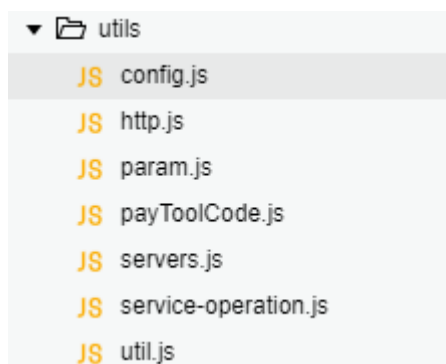 utils
JS config.js
JS http.js
JS param.js
JS payToolCode.js
JS servers.js
JS service-operation.js
JS util.js